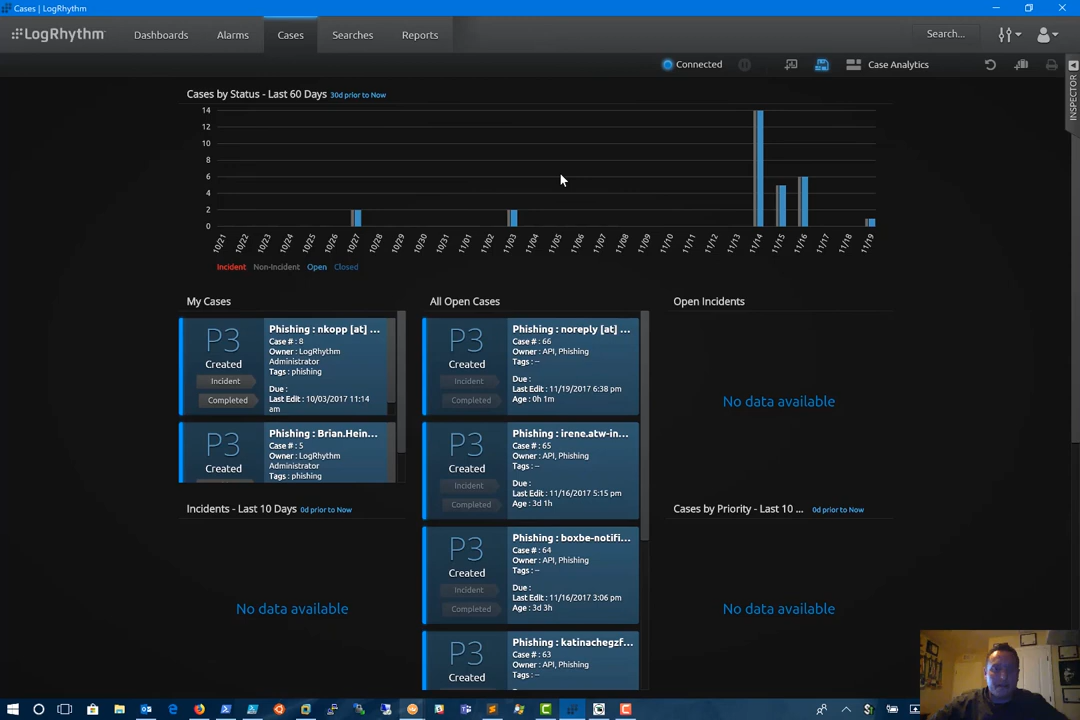 Cases | LogRhythm
LogRhythm
Dashboards
Alarms
Cases
Searches
Reports
Search...
Connected
Case Analytics
INSPECTOR
Cases by Status - Last 60 Days 30d prior to Now
14
12
10
8
6
4
2
0
10/21
10/22
10/23
10/24
10/25
10/26
10/27
10/28
10/29
10/30
10/31
11/01
11/02
11/03
11/04
11/05
11/06
11/07
11/08
11/09
11/10
11/11
11/12
11/13
11/14
11/15
11/16
11/17
11/18
11/19
Incident Non-Incident Open Closed
My Cases
P3
Created
Incident
Completed
Phishing : nkopp [at] ...
Case # : 8
Owner : LogRhythm
Administrator
Tags : phishing
Due :
Last Edit : 10/03/2017 11:14
am
P3
Created
Phishing : Brian.Hein...
Case # : 5
Owner : LogRhythm
Administrator
Tags : phishing
Incidents - Last 10 Days 0d prior to Now
No data available
All Open Cases
P3
Created
Incident
Completed
Phishing : noreply [at] ...
Case # : 66
Owner : API, Phishing
Tags : --
Due :
Last Edit : 11/19/2017 6:38 pm
Age : 0h 1m
P3
Created
Incident
Completed
Phishing : irene.atw-in...
Case # : 65
Owner : API, Phishing
Tags : --
Due :
Last Edit : 11/16/2017 5:15 pm
Age : 3d 1h
P3
Created
Incident
Completed
Phishing : boxbe-notifi...
Case # : 64
Owner : API, Phishing
Tags : --
Due :
Last Edit : 11/16/2017 3:06 pm
Age : 3d 3h
P3
Created
Phishing : katinachegzf...
Case # : 63
Owner : API, Phishing
Tags : --
Open Incidents
No data available
Cases by Priority - Last 10 ... 0d prior to Now
No data available